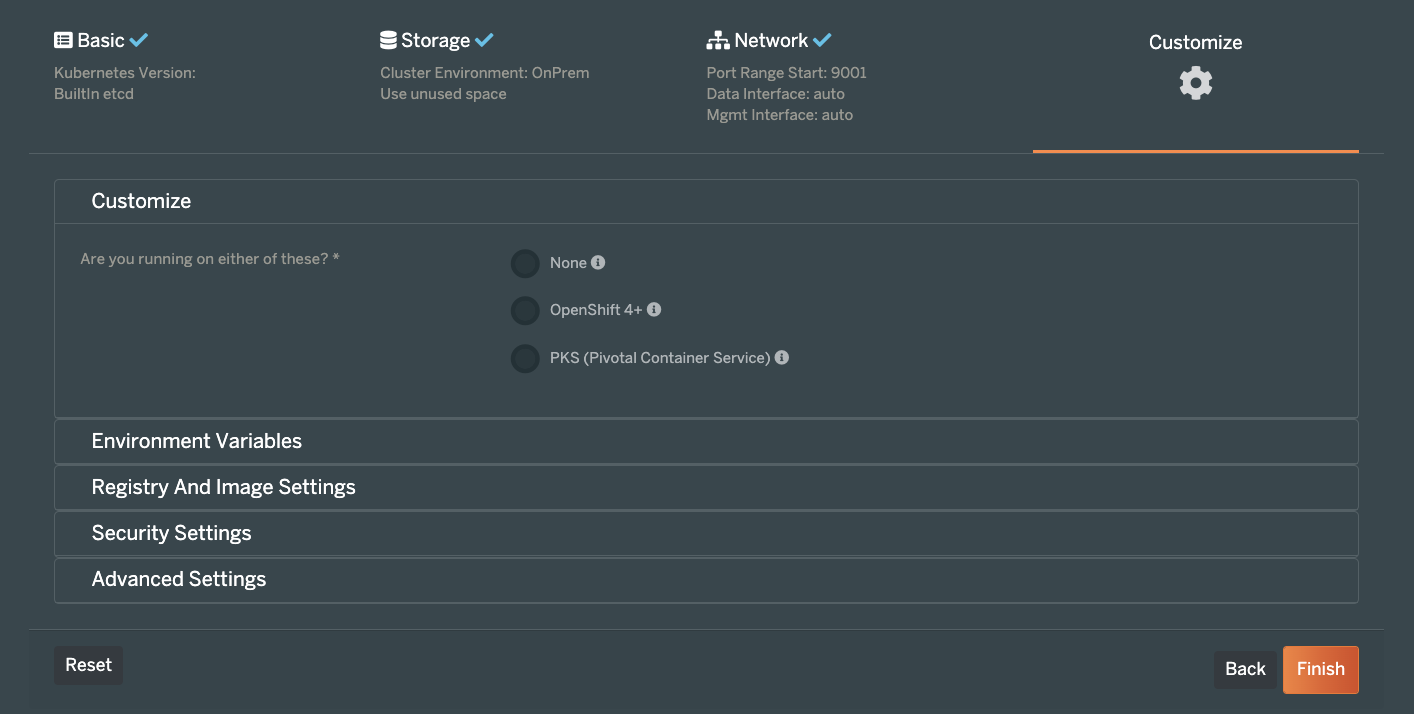 Basic
Kubernetes Version:
BuiltIn etcd
Storage
Cluster Environment: OnPrem
Use unused space
Network
Port Range Start: 9001
Data Interface: auto
Mgmt Interface: auto
Customize
Customize
Are you running on either of these? *
None
OpenShift 4+
PKS (Pivotal Container Service)
Environment Variables
Registry And Image Settings
Security Settings
Advanced Settings
Reset
Back
Finish